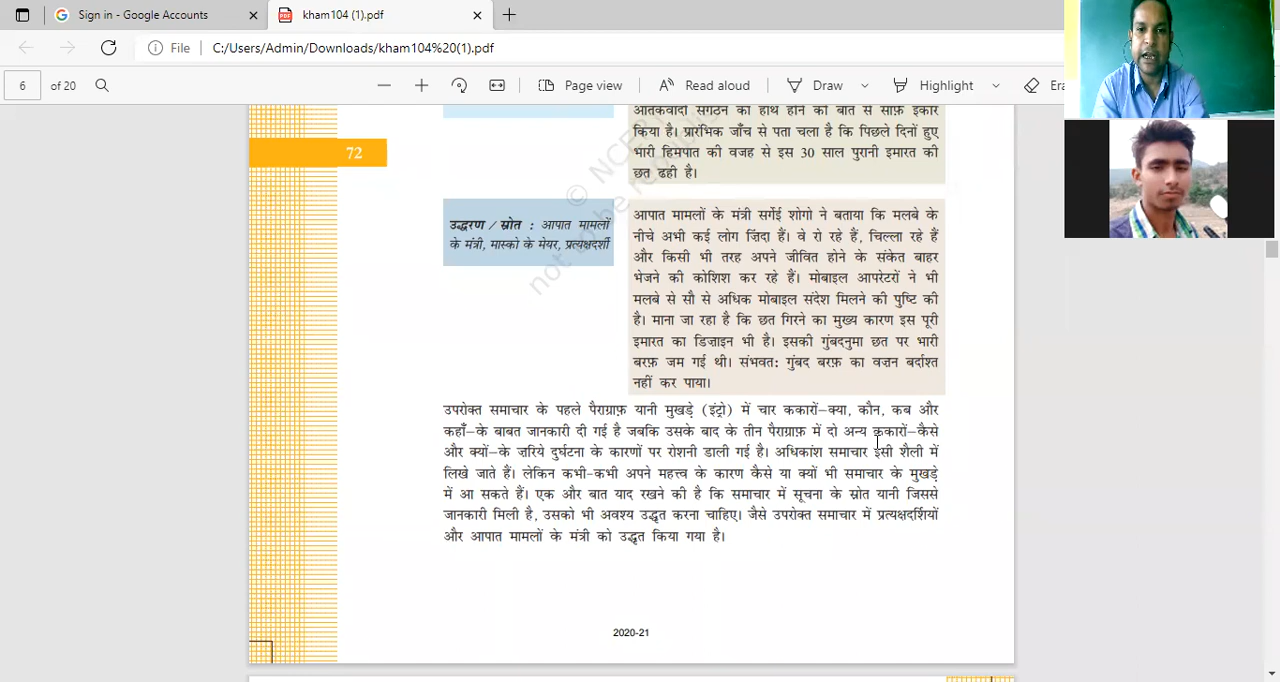 Sign in - Google Accounts
kham104 (1).pdf
File
C:/Users/Admin/Downloads/kham104%20(1).pdf
6 of 20
Page view
Read aloud
Draw
Highlight
72
आतंकवादी संगठन का हाथ होने की बात से साफ़ इंकार
किया है। प्रारंभिक जाँच से पता चला है कि पिछले दिनों हुए
भारी हिमपात की वजह से इस 30 साल पुरानी इमारत की
छत ढही है।
© NCE
not be
उद्धरण / स्रोत : आपात मामलों
के मंत्री, मास्को के मेयर, प्रत्यक्षदर्शी
आपात मामलों के मंत्री सर्गेई शोगो ने बताया कि मलबे के
नीचे अभी कई लोग ज़िदा हैं। वे रो रहे हैं, चिल्ला रहे हैं
और किसी भी तरह अपने जीवित होने के संकेत बाहर
भेजने की कोशिश कर रहे हैं। मोबाइल आपरेटरों ने भी
मलबे से सौ से अधिक मोबाइल संदेश मिलने की पुष्टि की
है। माना जा रहा है कि छत गिरने का मुख्य कारण इस पूरी
इमारत का डिज़ाइन भी है। इसकी गुंबदनुमा छत पर भारी
बरफ़ जम गई थी। संभवत: गुंबद बरफ़ का वज़न बर्दाश्त
नहीं कर पाया।
उपरोक्त समाचार के पहले पैराग्राफ़ यानी मुखड़े (इंट्रो) में चार ककारों–क्या, कौन, कब और
कहाँ–के बाबत जानकारी दी गई है जबकि उसके बाद के तीन पैराग्राफ़ में दो अन्य ककारों–कैसे
और क्यों–के ज़रिये दुर्घटना के कारणों पर रोशनी डाली गई है। अधिकांश समाचार इसी शैली में
लिखे जाते हैं। लेकिन कभी-कभी अपने महत्त्व के कारण कैसे या क्यों भी समाचार के मुखड़े
में आ सकते हैं। एक और बात याद रखने की है कि समाचार में सूचना के स्रोत यानी जिससे
जानकारी मिली है, उसको भी अवश्य उद्धृत करना चाहिए। जैसे उपरोक्त समाचार में प्रत्यक्षदर्शियों
और आपात मामलों के मंत्री को उद्धृत किया गया है।
2020-21